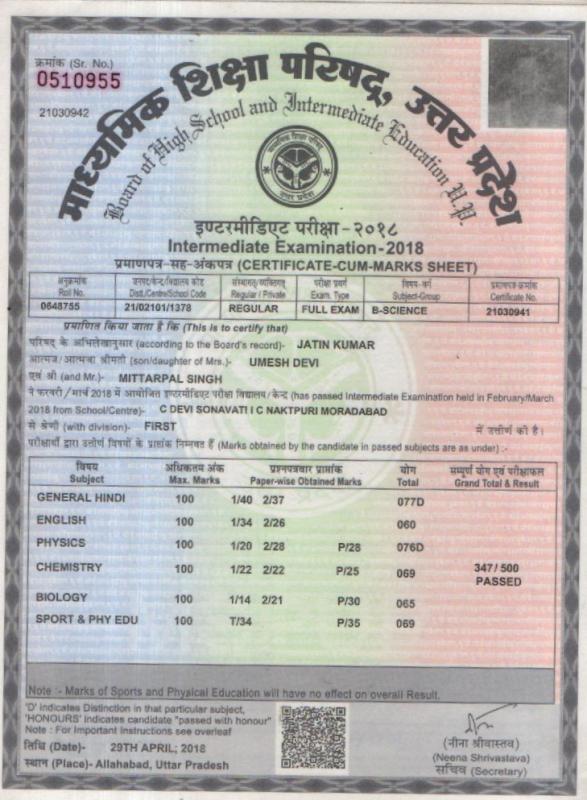 क्रमांक (Sr. No.)
0510955
21030942
माध्यमिक शिक्षा परिषद्, उत्तर प्रदेश
Board of High School and Intermediate Education U.P.
इण्टरमीडिएट परीक्षा - २०१८
Intermediate Examination-2018
प्रमाणपत्र-सह-अंकपत्र (CERTIFICATE-CUM-MARKS SHEET)
अनुक्रमांक जनपद/केन्द्र/विद्यालय कोड संस्थागत/व्यक्तिगत परीक्षा प्रवर्ग विषय-वर्ग प्रमाणपत्र क्रमांक
Roll No. Dist./Centre/School Code Regular / Private Exam. Type Subject-Group Certificate No.
0648755 21/02101/1378 REGULAR FULL EXAM B-SCIENCE 21030941
प्रमाणित किया जाता है कि (This is to certify that)
परिषद के अभिलेखानुसार (according to the Board's record)- JATIN KUMAR
आत्मज/आत्मजा श्रीमती (son/daughter of Mrs.)- UMESH DEVI
एवं श्री (and Mr.)- MITTARPAL SINGH
ने फरवरी/मार्च 2018 में आयोजित इण्टरमीडिएट परीक्षा विद्यालय/केन्द्र (has passed Intermediate Examination held in February/March
2018 from School/Centre)- C DEVI SONAVATI I C NAKTPURI MORADABAD
से श्रेणी (with division)- FIRST में उत्तीर्ण की है।
परीक्षार्थी द्वारा उत्तीर्ण विषयों के प्राप्तांक निम्नवत हैं (Marks obtained by the candidate in passed subjects are as under) :-
विषय अधिकतम अंक प्रश्नपत्रवार प्राप्तांक योग सम्पूर्ण योग एवं परीक्षाफल
Subject Max. Marks Paper-wise Obtained Marks Total Grand Total & Result
GENERAL HINDI 100 1/40 2/37 077D
ENGLISH 100 1/34 2/26 060
PHYSICS 100 1/20 2/28 P/28 076D
CHEMISTRY 100 1/22 2/22 P/25 069 347/500
PASSED
BIOLOGY 100 1/14 2/21 P/30 065
SPORT & PHY EDU 100 T/34 P/35 069
Note :- Marks of Sports and Physical Education will have no effect on overall Result.
'D' indicates Distinction in that particular subject,
'HONOURS' indicates candidate "passed with honour"
Note : For Important Instructions see overleaf
तिथि (Date)- 29TH APRIL, 2018
स्थान (Place)- Allahabad, Uttar Pradesh
(नीना श्रीवास्तव)
(Neena Shrivastava)
सचिव (Secretary)